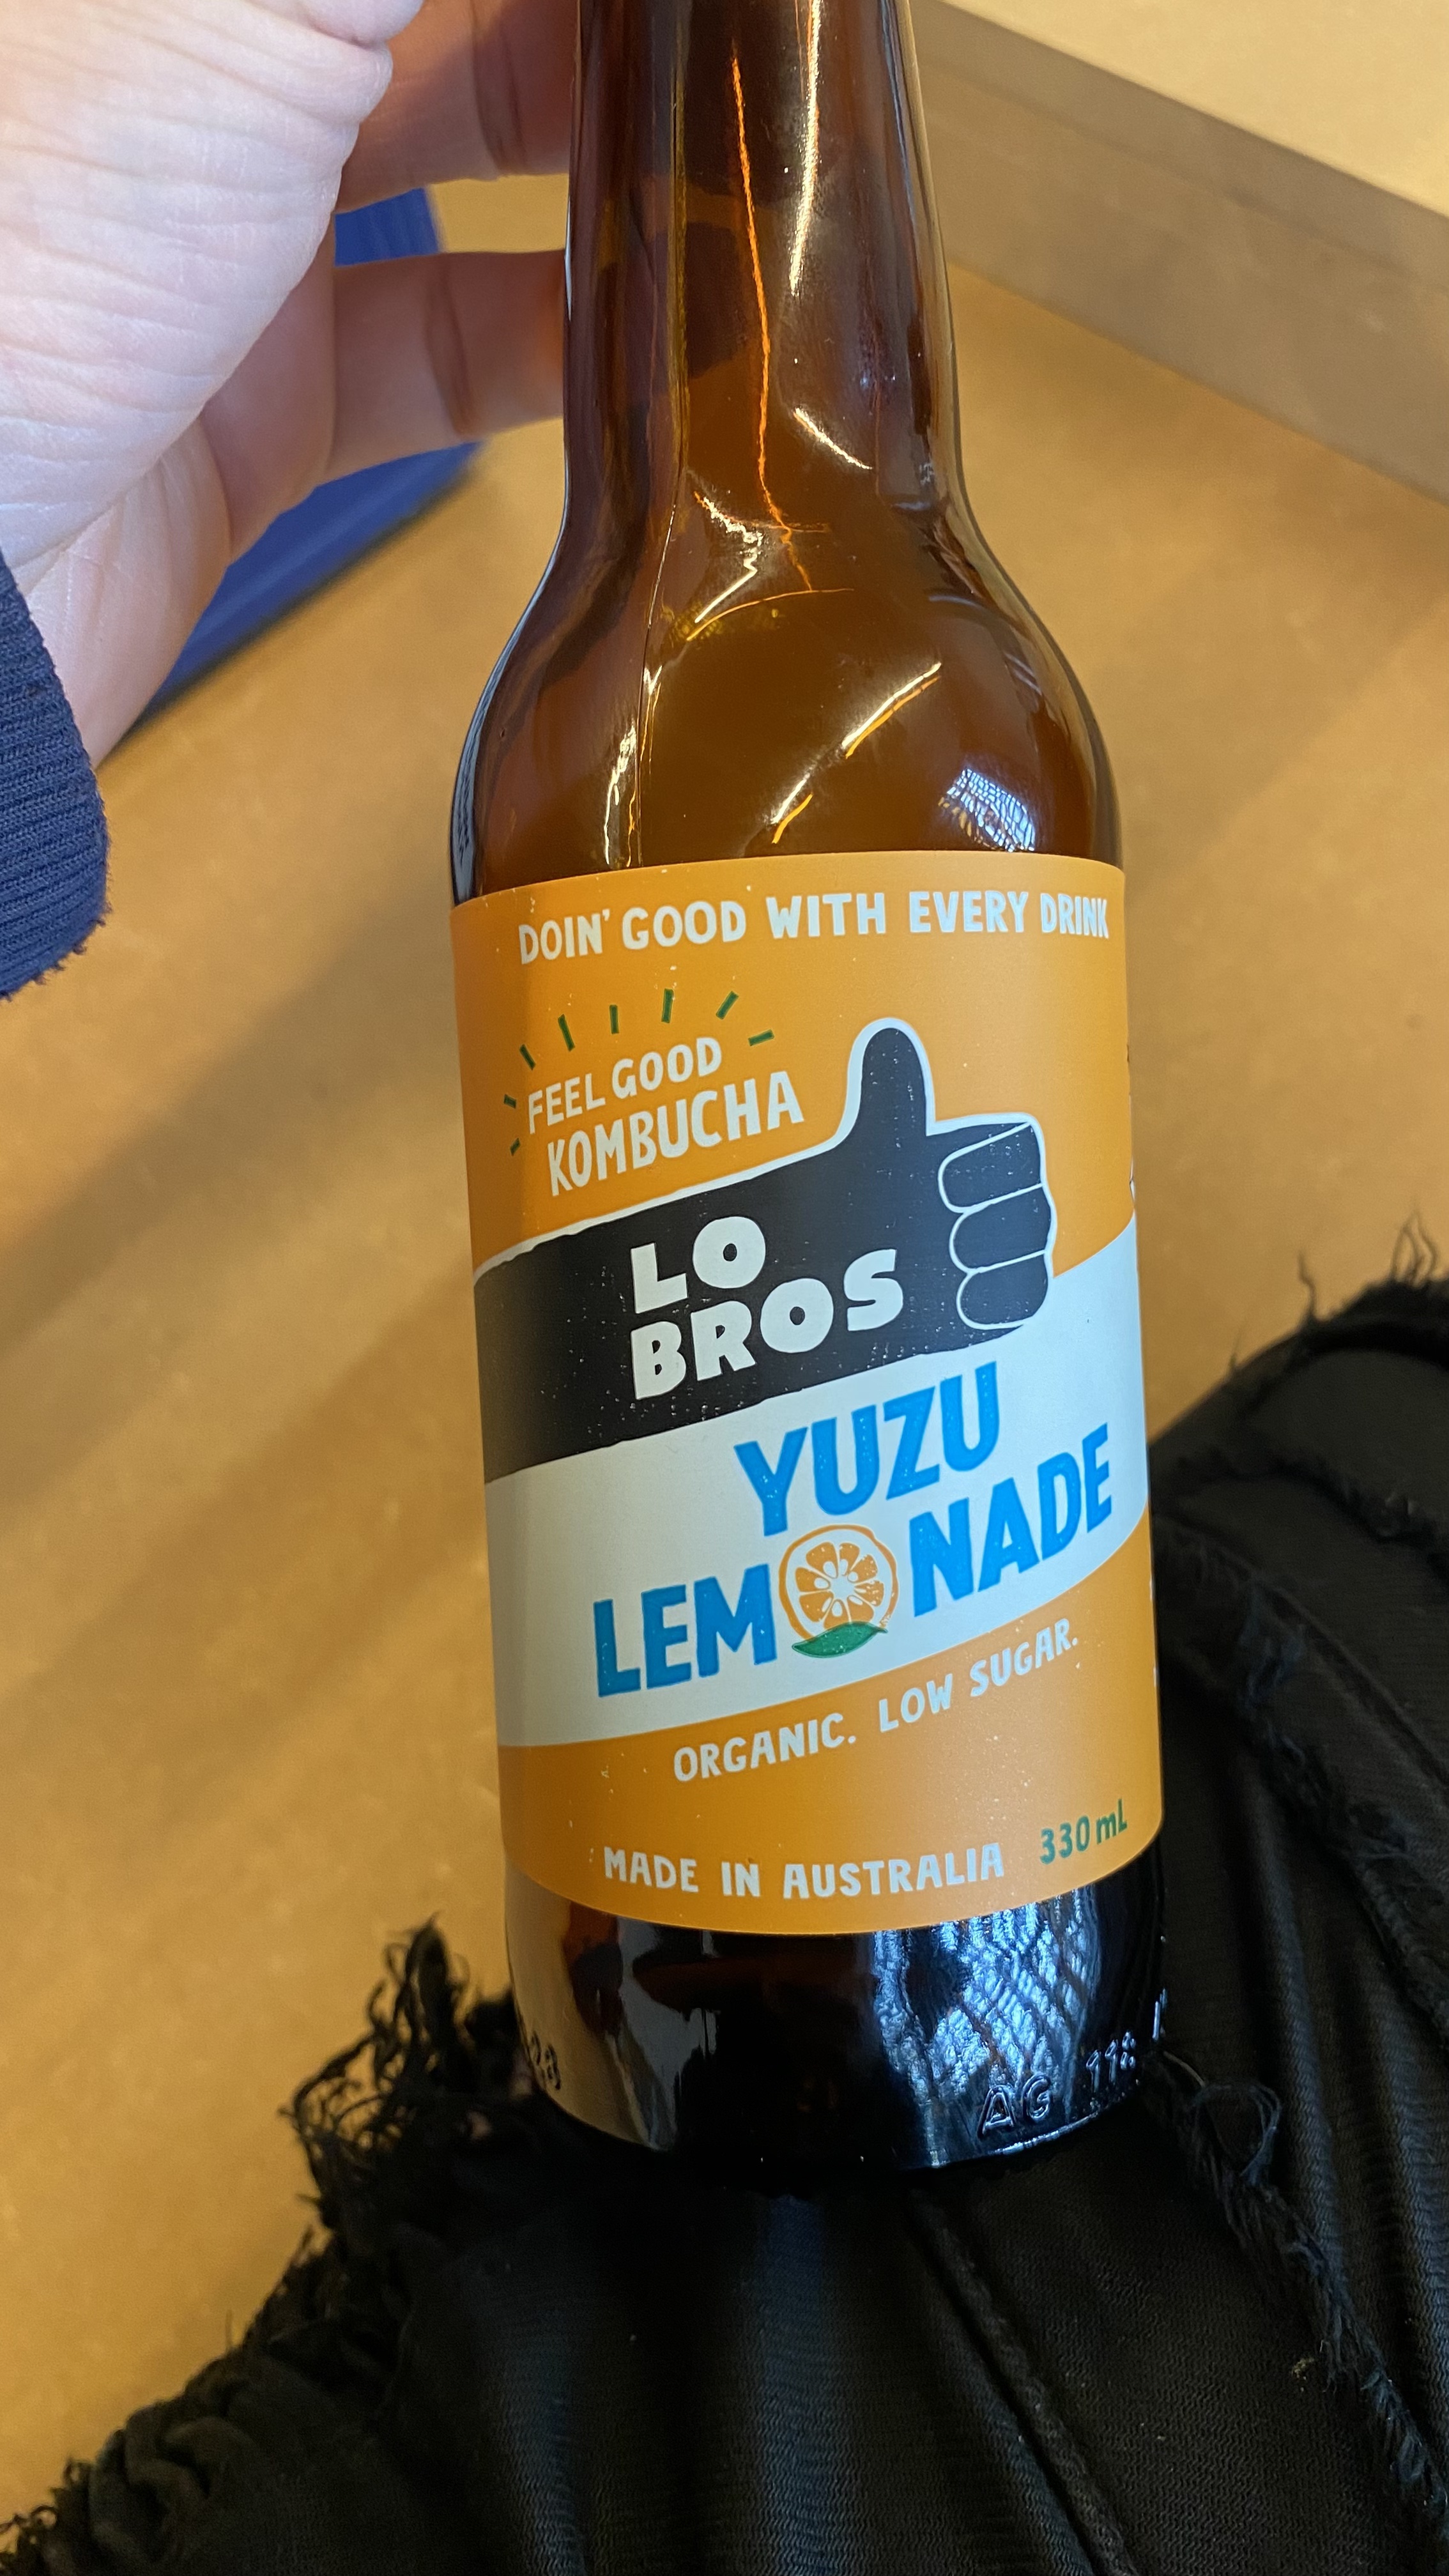 DOIN' GOOD WITH EVERY DRINK
FEEL GOOD
KOMBUCHA
LO
BROS
YUZU
LEMONADE
ORGANIC. LOW SUGAR.
MADE IN AUSTRALIA 330mL
AG